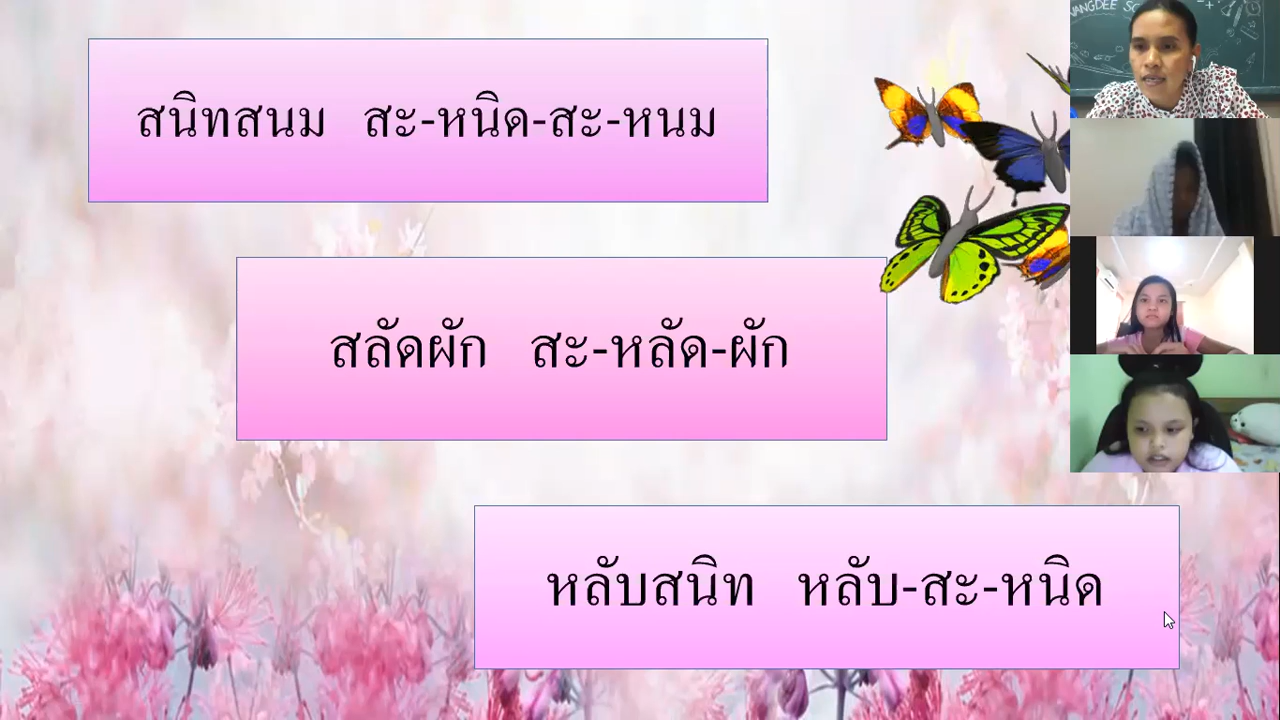 สนิทสนม สะ-หนิด-สะ-หนม
สลัดผัก สะ-หลัด-ผัก
หลับสนิท หลับ-สะ-หนิด